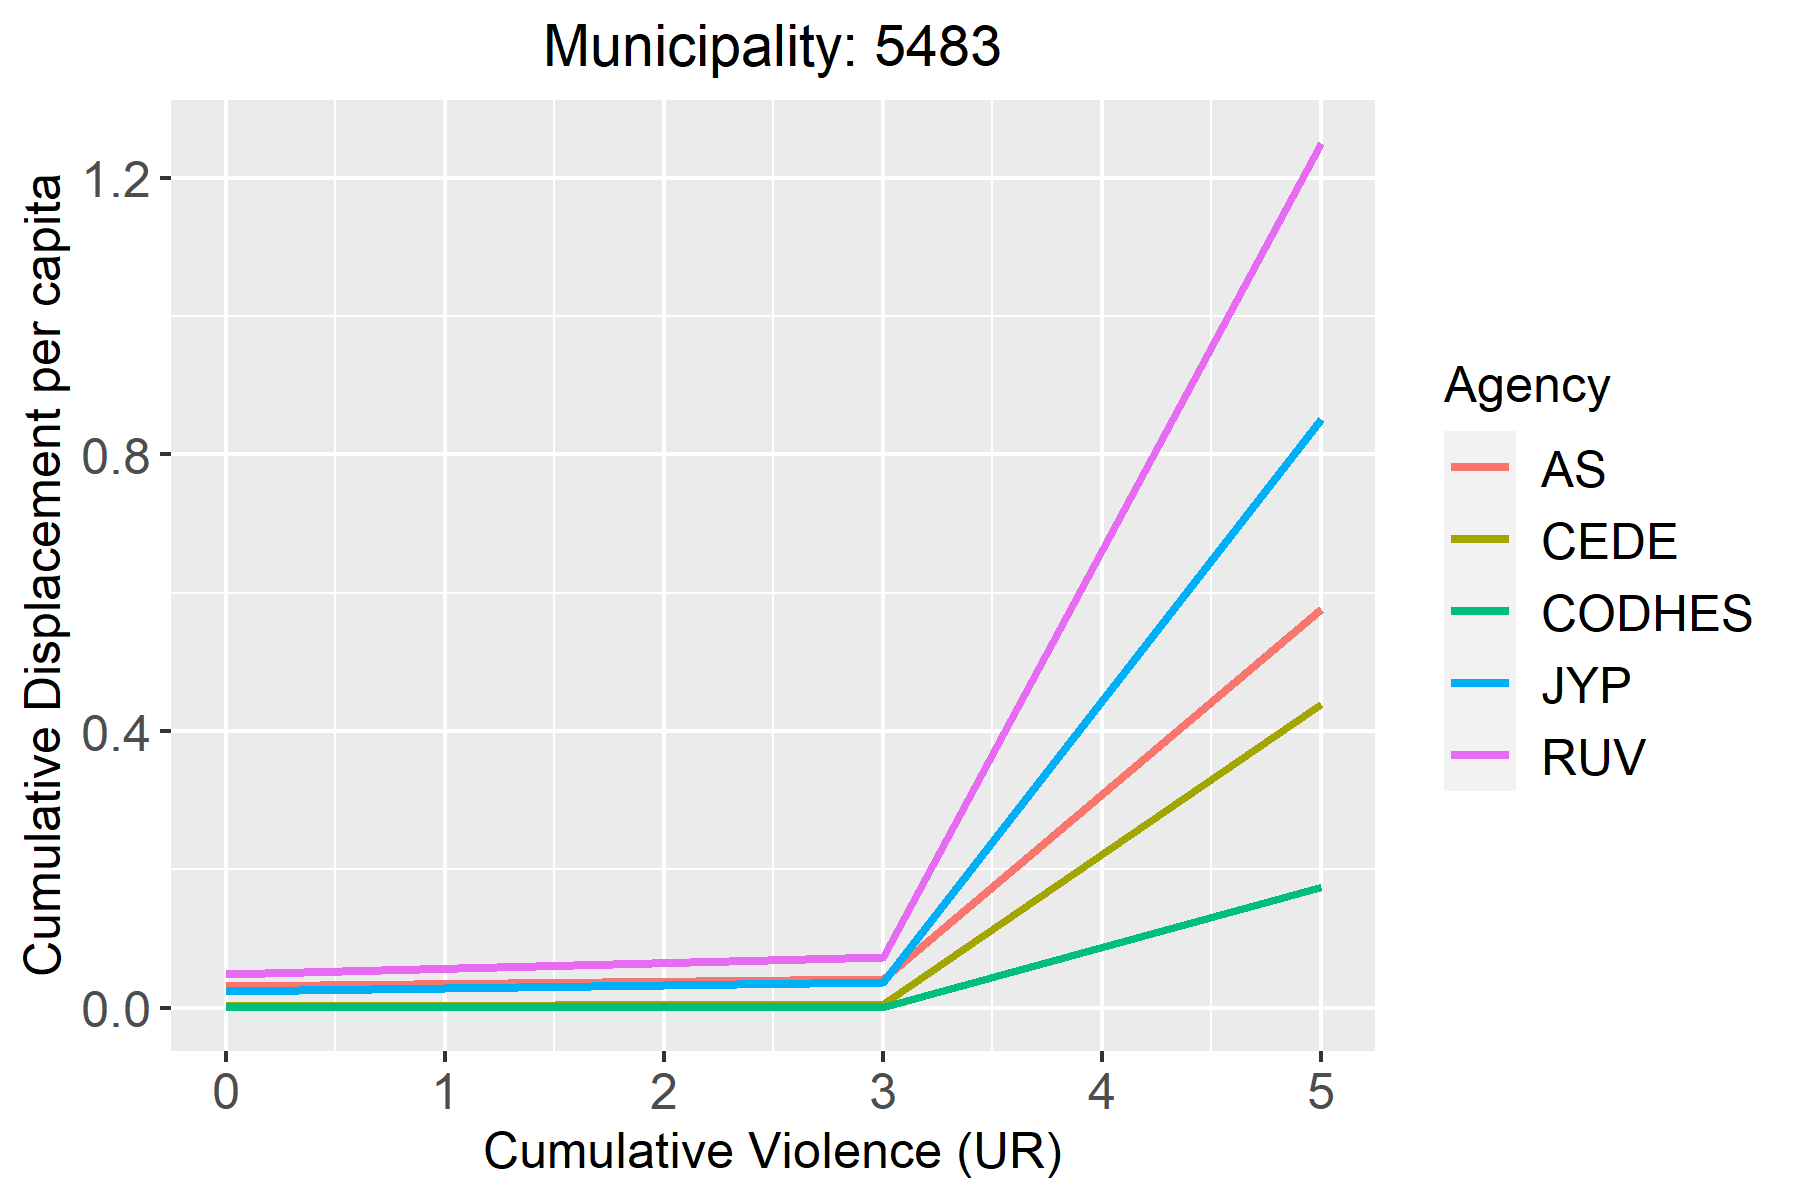 Municipality: 5483
Cumulative Displacement per capita
1.2
0.8
0.4
0.0
0 1 2 3 4 5
Cumulative Violence (UR)
Agency
AS
CEDE
CODHES
JYP
RUV